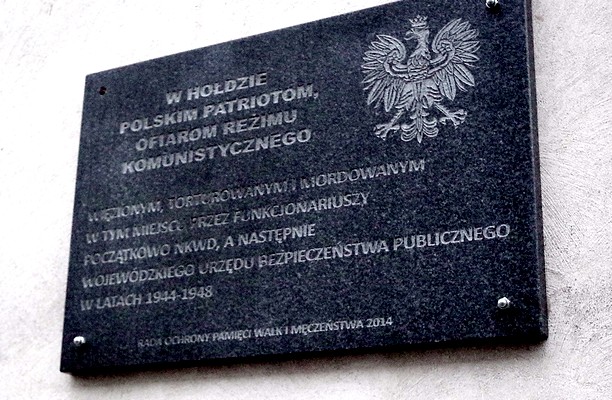 W HOŁDZIE
POLSKIM PATRIOTOM,
OFIAROM REŻIMU
KOMUNISTYCZNEGO
WIĘZIONYM, TORTUROWANYM I MORDOWANYM
W TYM MIEJSCU PRZEZ FUNKCJONARIUSZY
POCZĄTKOWO NKWD, A NASTĘPNIE
WOJEWÓDZKIEGO URZĘDU BEZPIECZEŃSTWA PUBLICZNEGO
W LATACH 1944-1948
RADA OCHRONY PAMIĘCI WALK I MĘCZEŃSTWA 2014